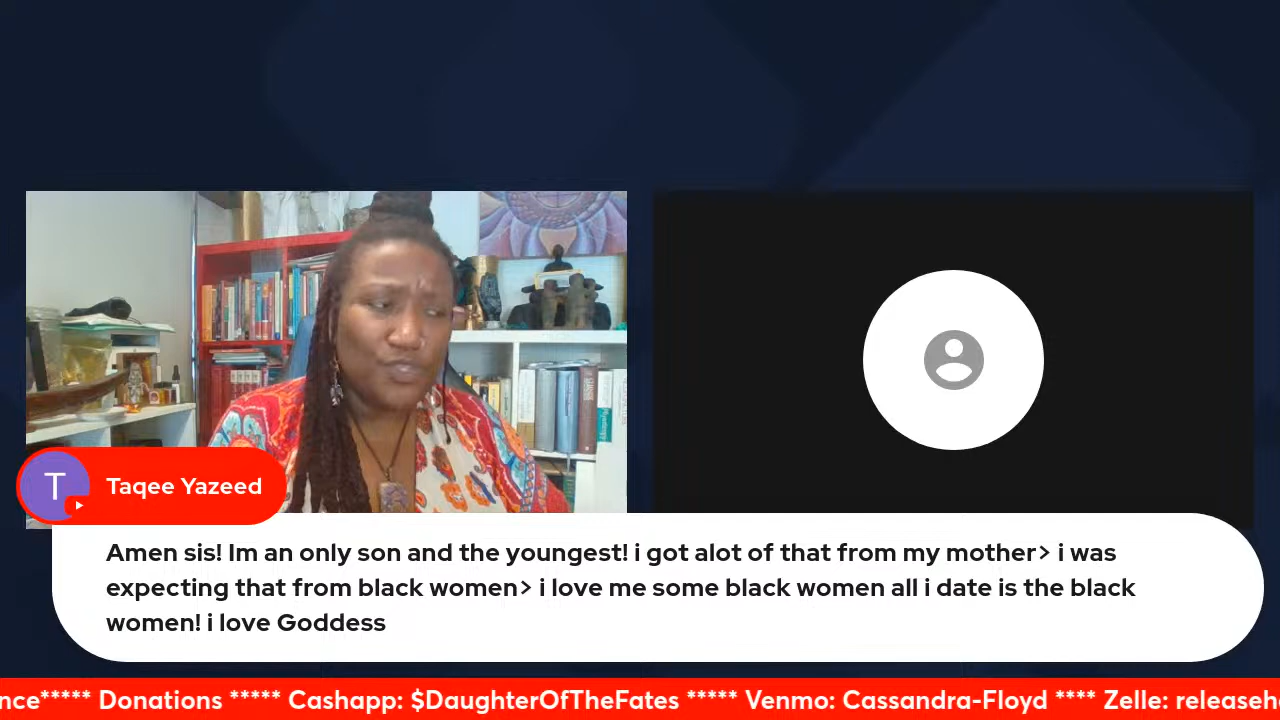 T
Taqee Yazeed
Amen sis! Im an only son and the youngest! i got alot of that from my mother> i was
expecting that from black women> i love me some black women all i date is the black
women! i love Goddess
nce***** Donations ***** Cashapp: $DaughterOfTheFates ***** Venmo: Cassandra-Floyd **** Zelle: releaseh